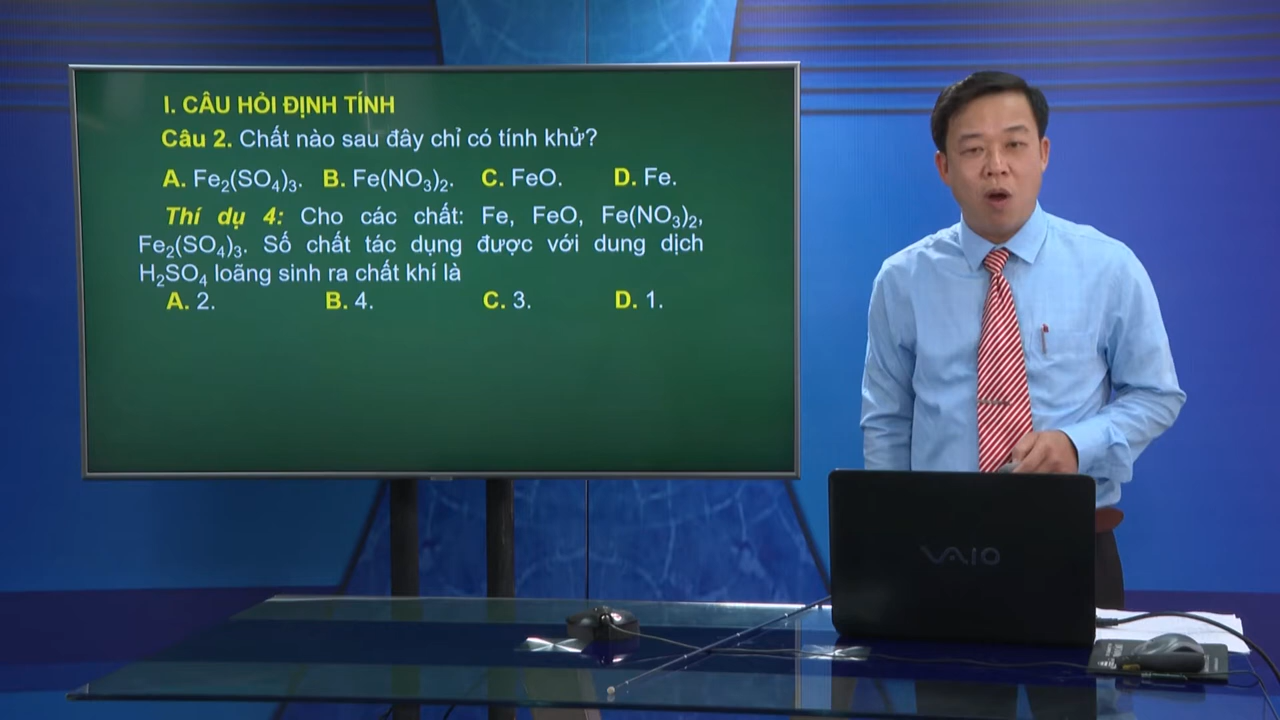 I. CÂU HỎI ĐỊNH TÍNH
Câu 2. Chất nào sau đây chỉ có tính khử?
A. Fe₂(SO₄)₃. B. Fe(NO₃)₂. C. FeO. D. Fe.
Thí dụ 4: Cho các chất: Fe, FeO, Fe(NO₃)₂,
Fe₂(SO₄)₃. Số chất tác dụng được với dung dịch
H₂SO₄ loãng sinh ra chất khí là
A. 2. B. 4. C. 3. D. 1.
VAIO